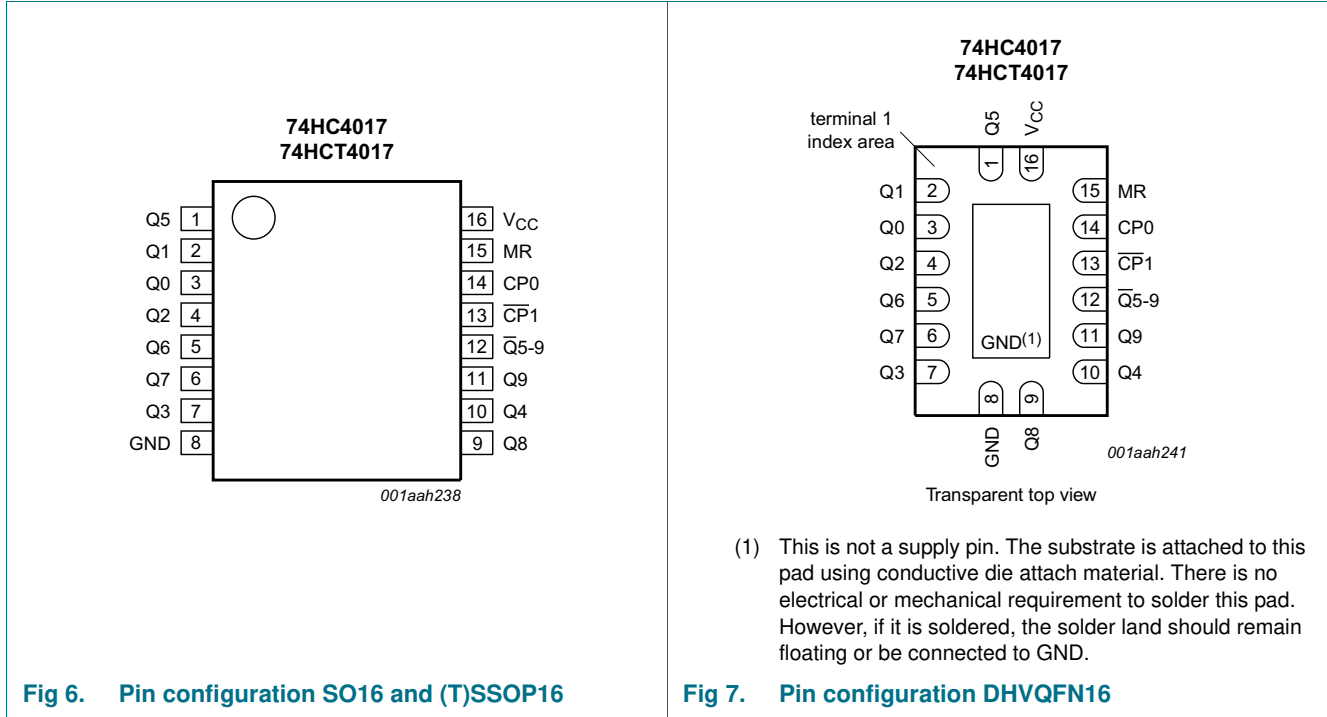 74HC4017
74HCT4017
Q5 1
Q1 2
Q0 3
Q2 4
Q6 5
Q7 6
Q3 7
GND 8
16 VCC
15 MR
14 CP0
13 C̅P̅1
12 Q̅5-9
11 Q9
10 Q4
9 Q8
001aah238
Fig 6. Pin configuration SO16 and (T)SSOP16
74HC4017
74HCT4017
terminal 1
index area
Q5
VCC
1
16
Q1 2
Q0 3
Q2 4
Q6 5
Q7 6
Q3 7
15 MR
14 CP0
13 C̅P̅1
12 Q̅5-9
11 Q9
10 Q4
GND(1)
8
9
GND
Q8
001aah241
Transparent top view
(1) This is not a supply pin. The substrate is attached to this
pad using conductive die attach material. There is no
electrical or mechanical requirement to solder this pad.
However, if it is soldered, the solder land should remain
floating or be connected to GND.
Fig 7. Pin configuration DHVQFN16